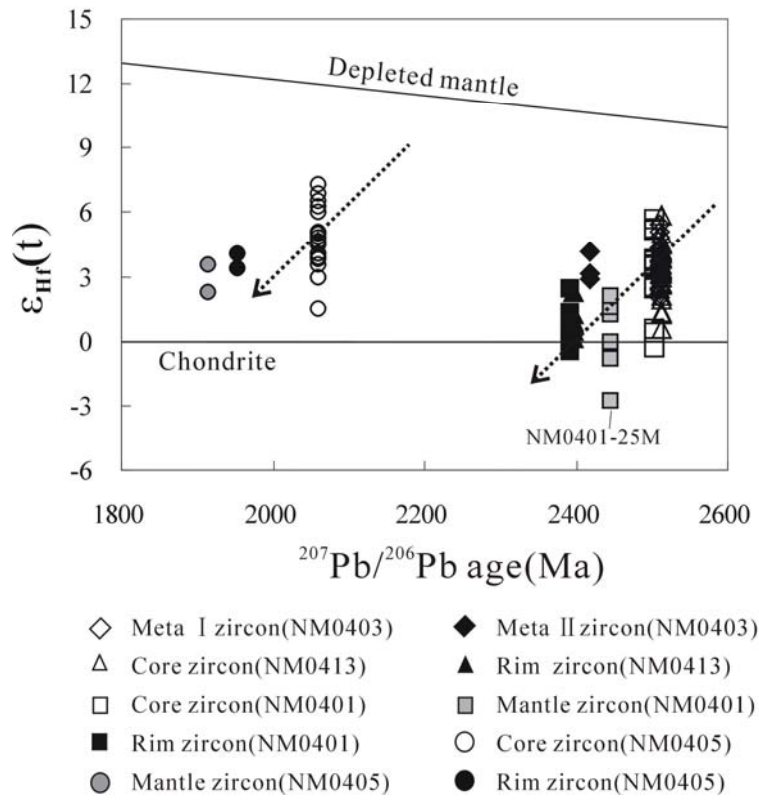 15
12
9
6
3
0
-3
-6
εHf(t)
Depleted mantle
Chondrite
NM0401-25M
1800 2000 2200 2400 2600
²⁰⁷Pb/²⁰⁶Pb age(Ma)
Meta Ⅰ zircon(NM0403) Meta Ⅱ zircon(NM0403)
Core zircon(NM0413) Rim zircon(NM0413)
Core zircon(NM0401) Mantle zircon(NM0401)
Rim zircon(NM0401) Core zircon(NM0405)
Mantle zircon(NM0405) Rim zircon(NM0405)